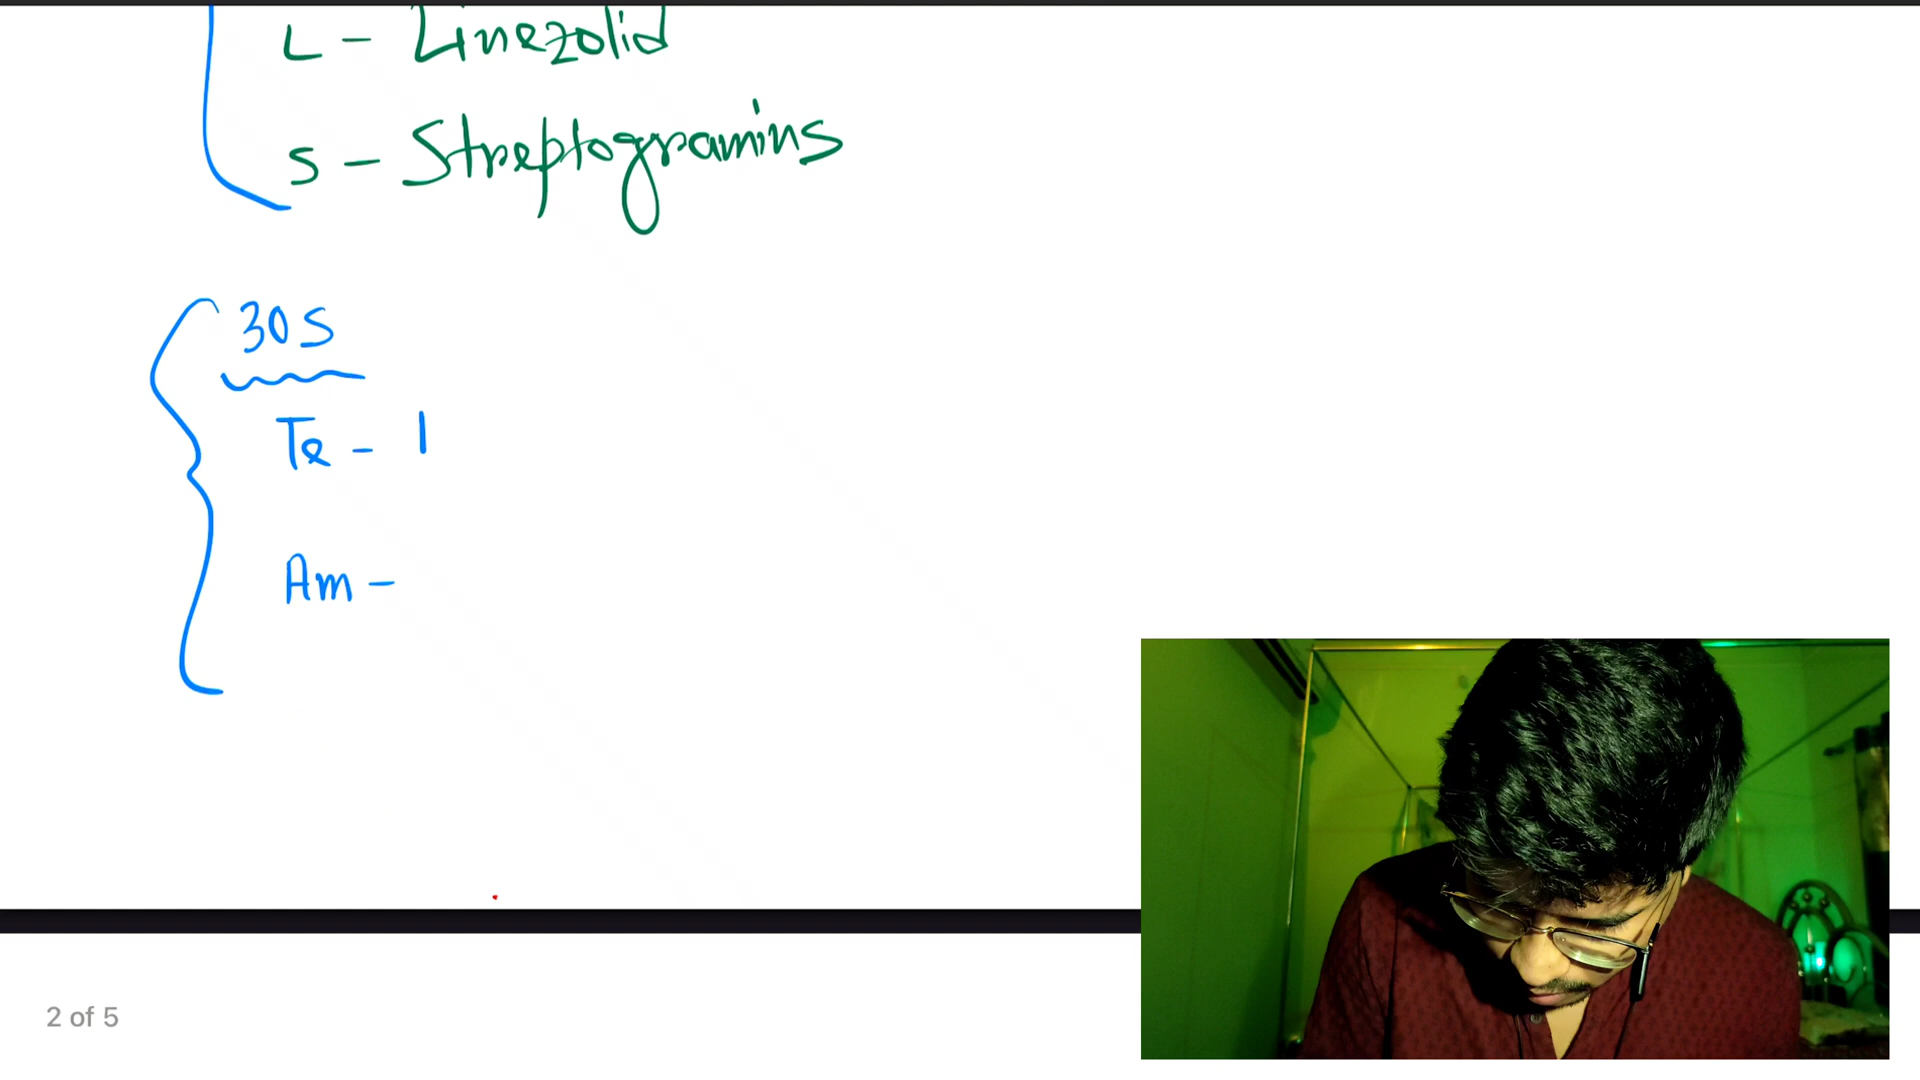 L - Linezolid
S - Streptogramins
30S
Te - 1
Am -
2 of 5